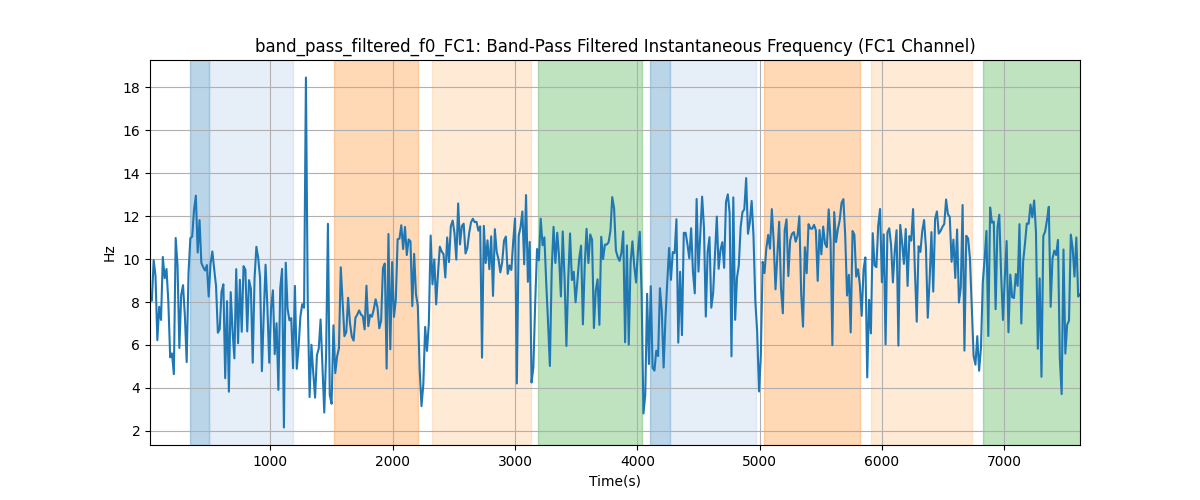 band_pass_filtered_f0_FC1: Band-Pass Filtered Instantaneous Frequency (FC1 Channel)
18
16
14
12
10
8
6
4
2
Hz
1000 2000 3000 4000 5000 6000 7000
Time(s)